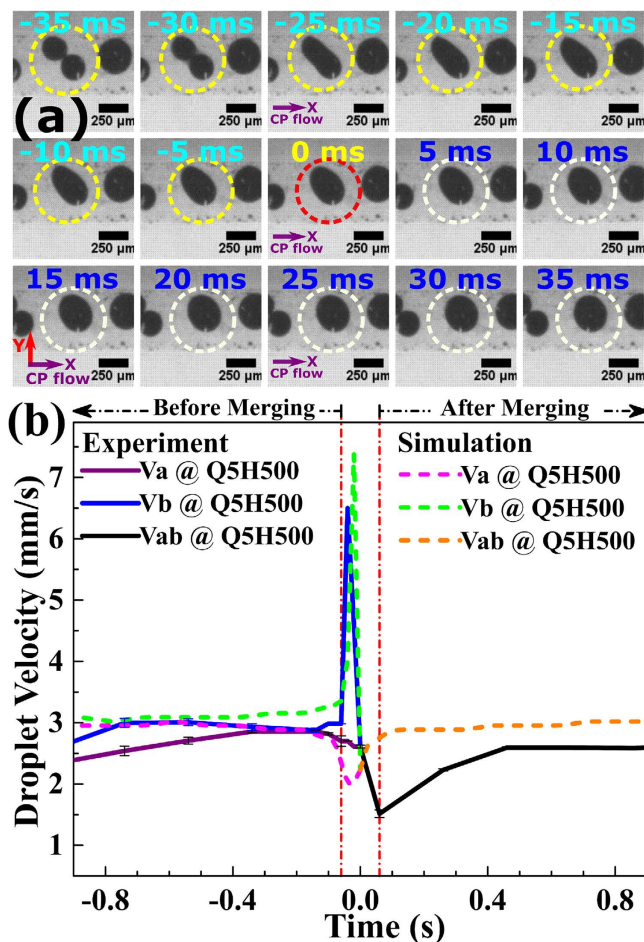 -35 ms -30 ms -25 ms -20 ms -15 ms
(a)
X
CP flow
250 µm 250 µm 250 µm 250 µm 250 µm
-10 ms -5 ms 0 ms 5 ms 10 ms
X
CP flow
250 µm 250 µm 250 µm 250 µm 250 µm
15 ms 20 ms 25 ms 30 ms 35 ms
Y
X X
CP flow CP flow
250 µm 250 µm 250 µm 250 µm 250 µm
(b) Before Merging After Merging
Experiment Simulation
Va @ Q5H500 Va @ Q5H500
Vb @ Q5H500 Vb @ Q5H500
Vab @ Q5H500 Vab @ Q5H500
Droplet Velocity (mm/s)
7
6
5
4
3
2
1
-0.8 -0.4 0.0 0.4 0.8
Time (s)